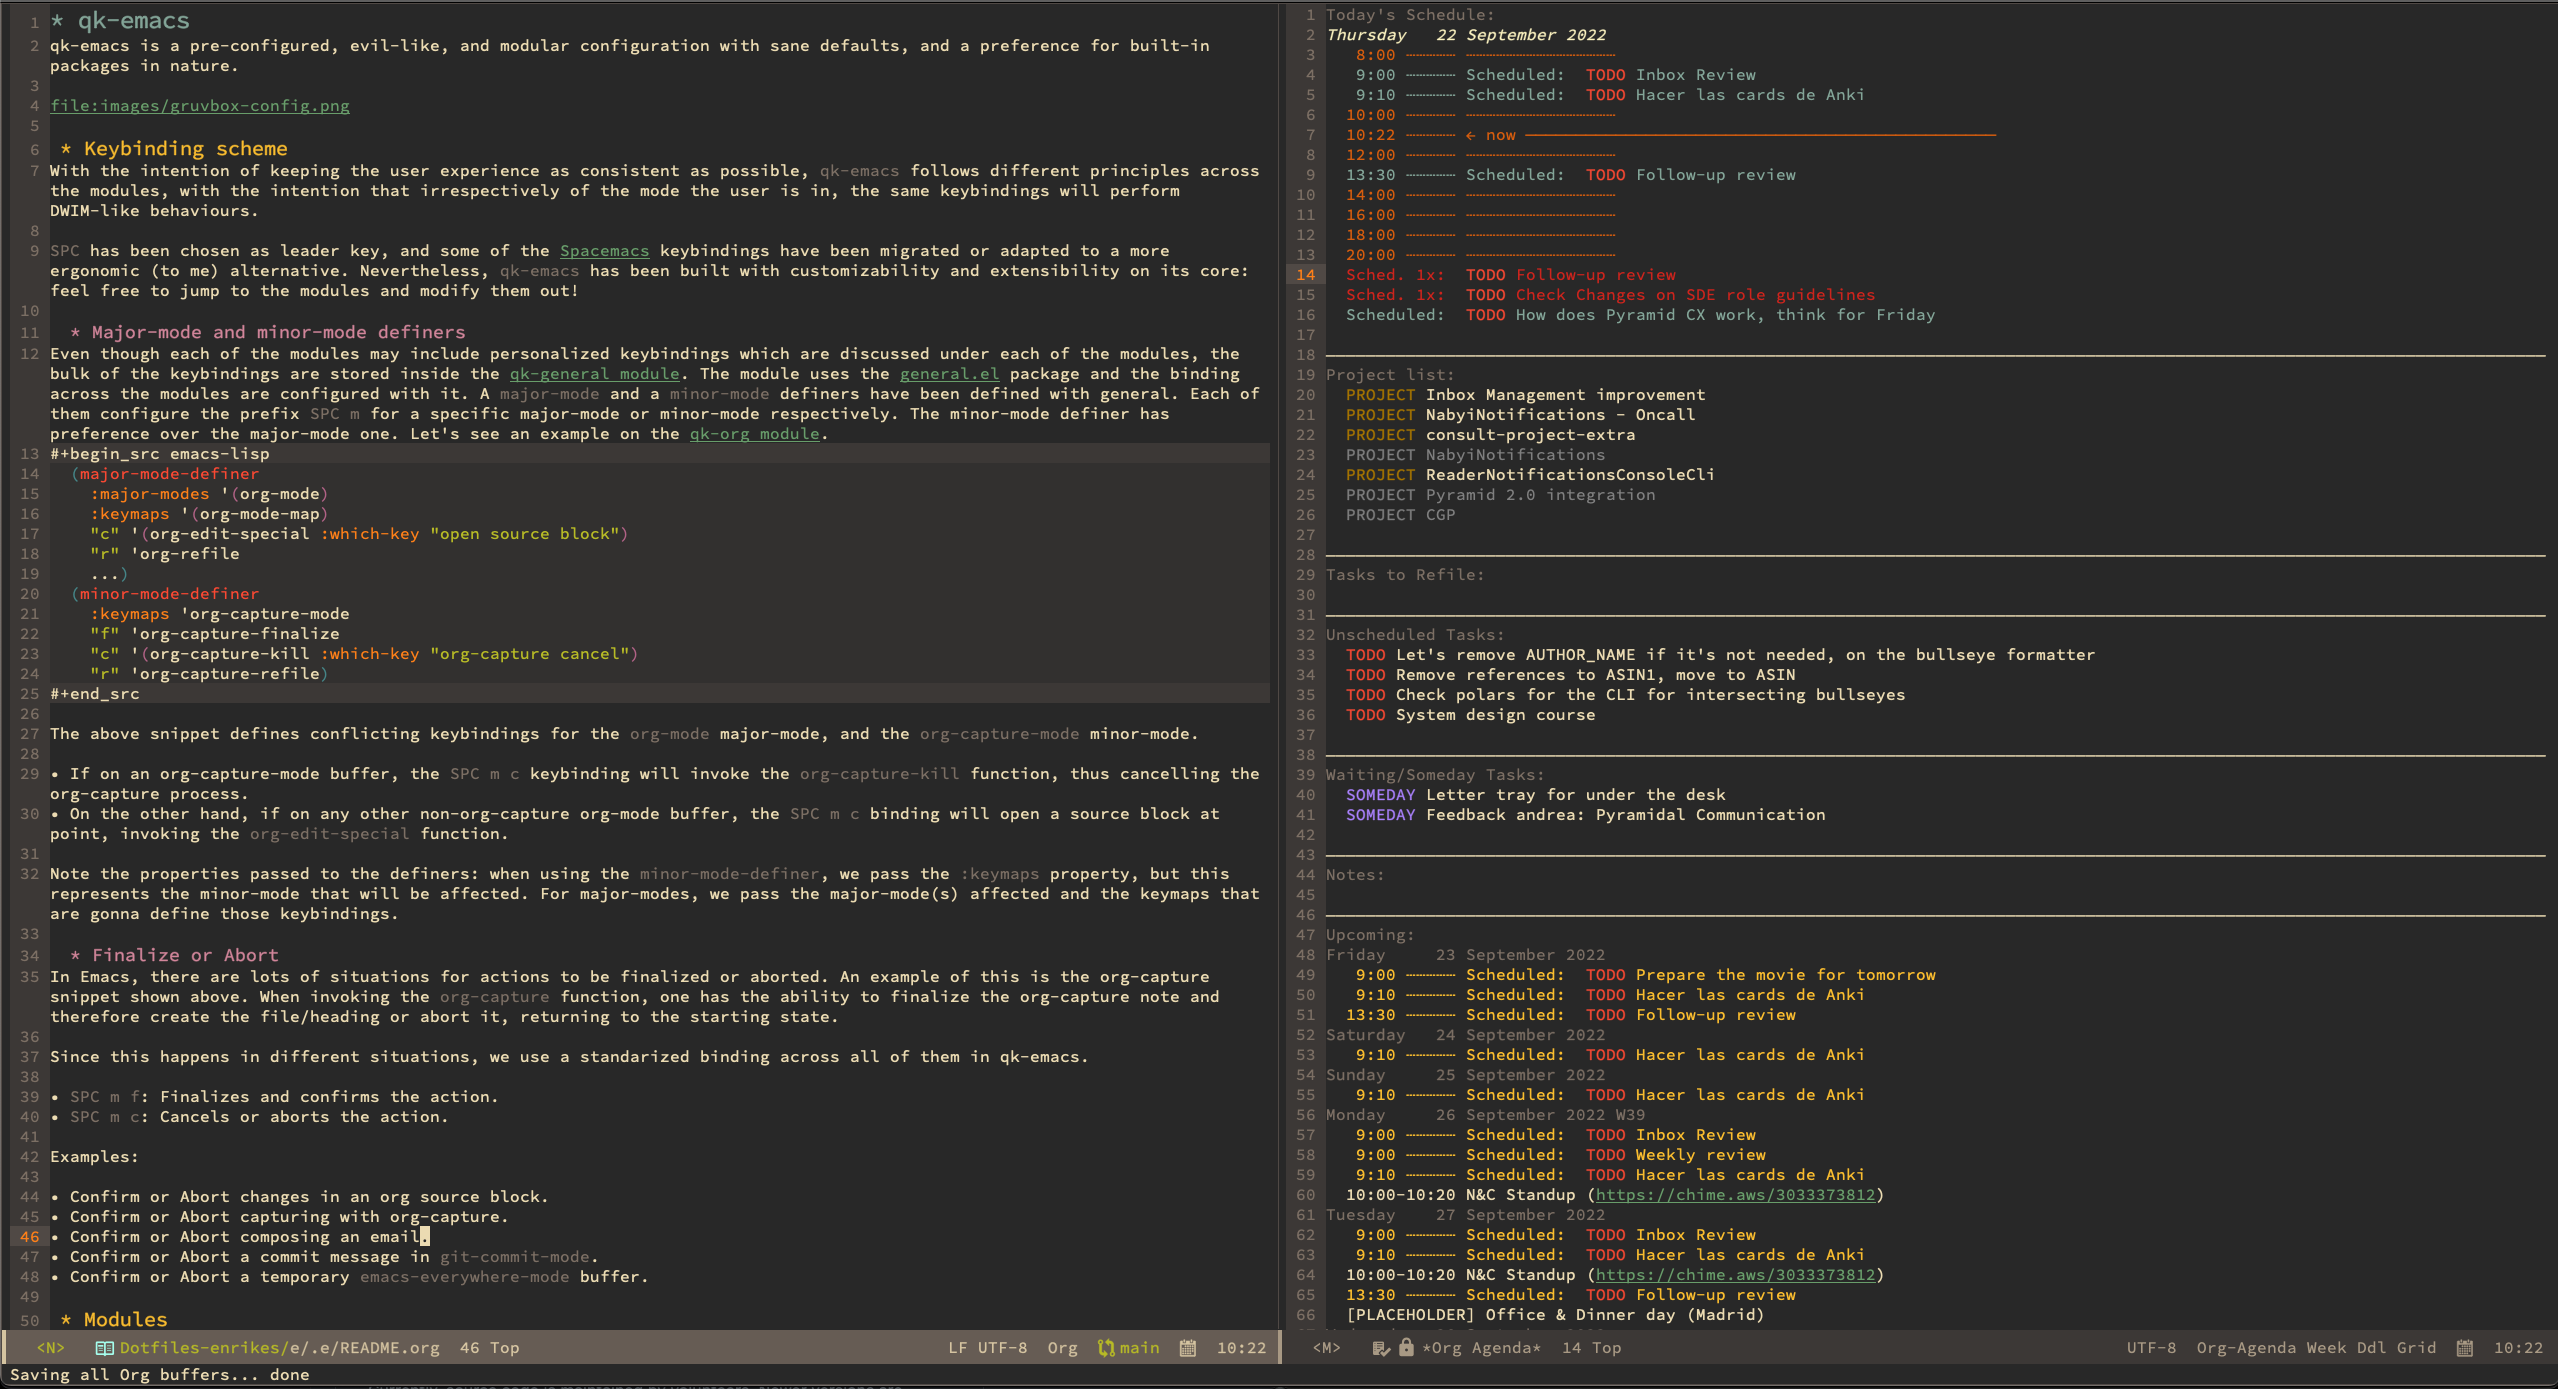 1 * qk-emacs
2 qk-emacs is a pre-configured, evil-like, and modular configuration with sane defaults, and a preference for built-in
packages in nature.
3
4 file:images/gruvbox-config.png
5
6 * Keybinding scheme
7 With the intention of keeping the user experience as consistent as possible, qk-emacs follows different principles across
the modules, with the intention that irrespectively of the mode the user is in, the same keybindings will perform
DWIM-like behaviours.
8
9 SPC has been chosen as leader key, and some of the Spacemacs keybindings have been migrated or adapted to a more
ergonomic (to me) alternative. Nevertheless, qk-emacs has been built with customizability and extensibility on its core:
feel free to jump to the modules and modify them out!
10
11 * Major-mode and minor-mode definers
12 Even though each of the modules may include personalized keybindings which are discussed under each of the modules, the
bulk of the keybindings are stored inside the qk-general module. The module uses the general.el package and the binding
across the modules are configured with it. A major-mode and a minor-mode definers have been defined with general. Each of
them configure the prefix SPC m for a specific major-mode or minor-mode respectively. The minor-mode definer has
preference over the major-mode one. Let's see an example on the qk-org module.
13 #+begin_src emacs-lisp
14 (major-mode-definer
15 :major-modes '(org-mode)
16 :keymaps '(org-mode-map)
17 "c" '(org-edit-special :which-key "open source block")
18 "r" 'org-refile
19 ...)
20 (minor-mode-definer
21 :keymaps 'org-capture-mode
22 "f" 'org-capture-finalize
23 "c" '(org-capture-kill :which-key "org-capture cancel")
24 "r" 'org-capture-refile)
25 #+end_src
26
27 The above snippet defines conflicting keybindings for the org-mode major-mode, and the org-capture-mode minor-mode.
28
29 • If on an org-capture-mode buffer, the SPC m c keybinding will invoke the org-capture-kill function, thus cancelling the
org-capture process.
30 • On the other hand, if on any other non-org-capture org-mode buffer, the SPC m c binding will open a source block at
point, invoking the org-edit-special function.
31
32 Note the properties passed to the definers: when using the minor-mode-definer, we pass the :keymaps property, but this
represents the minor-mode that will be affected. For major-modes, we pass the major-mode(s) affected and the keymaps that
are gonna define those keybindings.
33
34 * Finalize or Abort
35 In Emacs, there are lots of situations for actions to be finalized or aborted. An example of this is the org-capture
snippet shown above. When invoking the org-capture function, one has the ability to finalize the org-capture note and
therefore create the file/heading or abort it, returning to the starting state.
36
37 Since this happens in different situations, we use a standarized binding across all of them in qk-emacs.
38
39 • SPC m f: Finalizes and confirms the action.
40 • SPC m c: Cancels or aborts the action.
41
42 Examples:
43
44 • Confirm or Abort changes in an org source block.
45 • Confirm or Abort capturing with org-capture.
46 • Confirm or Abort composing an email.
47 • Confirm or Abort a commit message in git-commit-mode.
48 • Confirm or Abort a temporary emacs-everywhere-mode buffer.
49
50 * Modules
<N> Dotfiles-enrikes/e/.e/README.org 46 Top LF UTF-8 Org main 10:22
Saving all Org buffers... done
1 Today's Schedule:
2 Thursday 22 September 2022
3 8:00
4 9:00 Scheduled: TODO Inbox Review
5 9:10 Scheduled: TODO Hacer las cards de Anki
6 10:00
7 10:22 ← now
8 12:00
9 13:30 Scheduled: TODO Follow-up review
10 14:00
11 16:00
12 18:00
13 20:00
14 Sched. 1x: TODO Follow-up review
15 Sched. 1x: TODO Check Changes on SDE role guidelines
16 Scheduled: TODO How does Pyramid CX work, think for Friday
17
18
19 Project list:
20 PROJECT Inbox Management improvement
21 PROJECT NabyiNotifications - Oncall
22 PROJECT consult-project-extra
23 PROJECT NabyiNotifications
24 PROJECT ReaderNotificationsConsoleCli
25 PROJECT Pyramid 2.0 integration
26 PROJECT CGP
27
28
29 Tasks to Refile:
30
31
32 Unscheduled Tasks:
33 TODO Let's remove AUTHOR_NAME if it's not needed, on the bullseye formatter
34 TODO Remove references to ASIN1, move to ASIN
35 TODO Check polars for the CLI for intersecting bullseyes
36 TODO System design course
37
38
39 Waiting/Someday Tasks:
40 SOMEDAY Letter tray for under the desk
41 SOMEDAY Feedback andrea: Pyramidal Communication
42
43
44 Notes:
45
46
47 Upcoming:
48 Friday 23 September 2022
49 9:00 Scheduled: TODO Prepare the movie for tomorrow
50 9:10 Scheduled: TODO Hacer las cards de Anki
51 13:30 Scheduled: TODO Follow-up review
52 Saturday 24 September 2022
53 9:10 Scheduled: TODO Hacer las cards de Anki
54 Sunday 25 September 2022
55 9:10 Scheduled: TODO Hacer las cards de Anki
56 Monday 26 September 2022 W39
57 9:00 Scheduled: TODO Inbox Review
58 9:00 Scheduled: TODO Weekly review
59 9:10 Scheduled: TODO Hacer las cards de Anki
60 10:00-10:20 N&C Standup (https://chime.aws/3033373812)
61 Tuesday 27 September 2022
62 9:00 Scheduled: TODO Inbox Review
63 9:10 Scheduled: TODO Hacer las cards de Anki
64 10:00-10:20 N&C Standup (https://chime.aws/3033373812)
65 13:30 Scheduled: TODO Follow-up review
66 [PLACEHOLDER] Office & Dinner day (Madrid)
<M> *Org Agenda* 14 Top UTF-8 Org-Agenda Week Ddl Grid 10:22